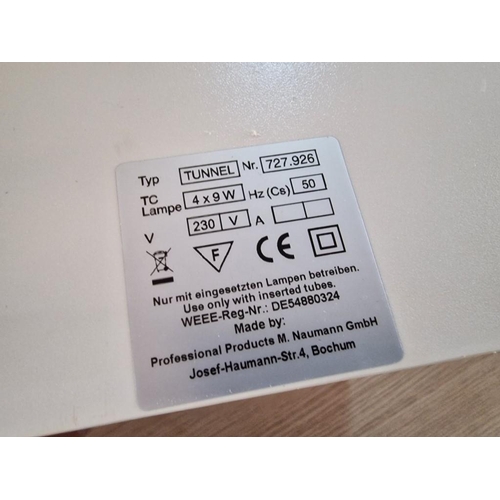 Typ TUNNEL Nr. 727.926
TC Lampe 4 x 9 W Hz (Cs) 50
V 230 V A
F CE
Nur mit eingesetzten Lampen betreiben.
Use only with inserted tubes.
WEEE-Reg-Nr.: DE54880324
Made by:
Professional Products M. Naumann GmbH
Josef-Haumann-Str.4, Bochum